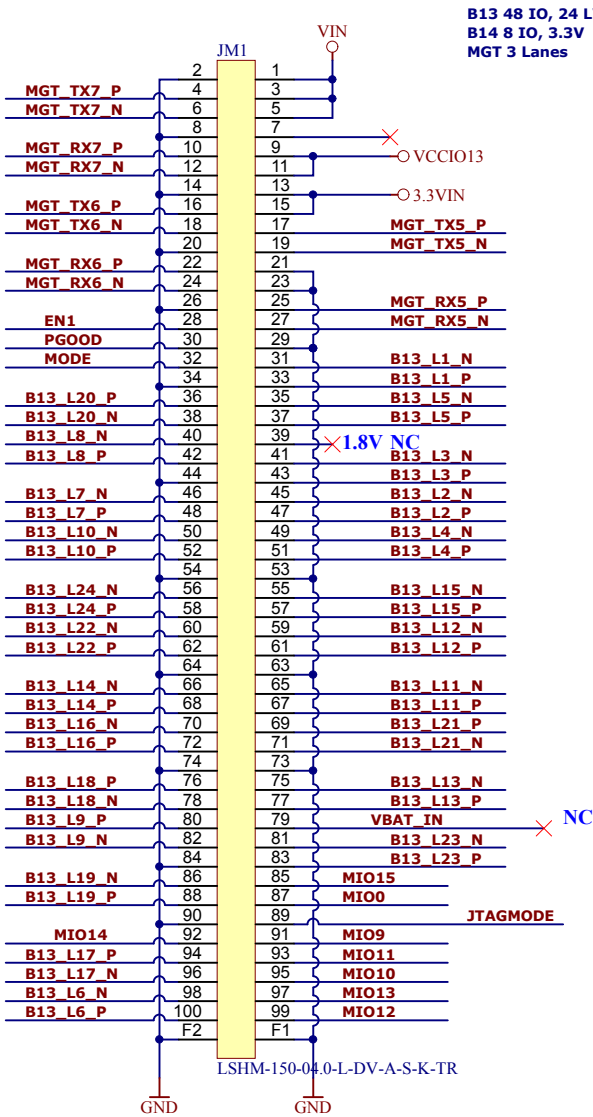 B13 48 IO, 24 L
B14 8 IO, 3.3V
MGT 3 Lanes
VIN
JM1
2 1
MGT_TX7_P 4 3
MGT_TX7_N 6 5
8 7
MGT_RX7_P 10 9 VCCIO13
MGT_RX7_N 12 11
14 13 3.3VIN
MGT_TX6_P 16 15
MGT_TX6_N 18 17 MGT_TX5_P
20 19 MGT_TX5_N
MGT_RX6_P 22 21
MGT_RX6_N 24 23
26 25 MGT_RX5_P
EN1 28 27 MGT_RX5_N
PGOOD 30 29
MODE 32 31 B13_L1_N
34 33 B13_L1_P
B13_L20_P 36 35 B13_L5_N
B13_L20_N 38 37 B13_L5_P
B13_L8_N 40 39 1.8V NC
B13_L8_P 42 41 B13_L3_N
44 43 B13_L3_P
B13_L7_N 46 45 B13_L2_N
B13_L7_P 48 47 B13_L2_P
B13_L10_N 50 49 B13_L4_N
B13_L10_P 52 51 B13_L4_P
54 53
B13_L24_N 56 55 B13_L15_N
B13_L24_P 58 57 B13_L15_P
B13_L22_N 60 59 B13_L12_N
B13_L22_P 62 61 B13_L12_P
64 63
B13_L14_N 66 65 B13_L11_N
B13_L14_P 68 67 B13_L11_P
B13_L16_N 70 69 B13_L21_P
B13_L16_P 72 71 B13_L21_N
74 73
B13_L18_P 76 75 B13_L13_N
B13_L18_N 78 77 B13_L13_P
B13_L9_P 80 79 VBAT_IN NC
B13_L9_N 82 81 B13_L23_N
84 83 B13_L23_P
B13_L19_N 86 85 MIO15
B13_L19_P 88 87 MIO0
90 89 JTAGMODE
MIO14 92 91 MIO9
B13_L17_P 94 93 MIO11
B13_L17_N 96 95 MIO10
B13_L6_N 98 97 MIO13
B13_L6_P 100 99 MIO12
F2 F1
LSHM-150-04.0-L-DV-A-S-K-TR
GND GND